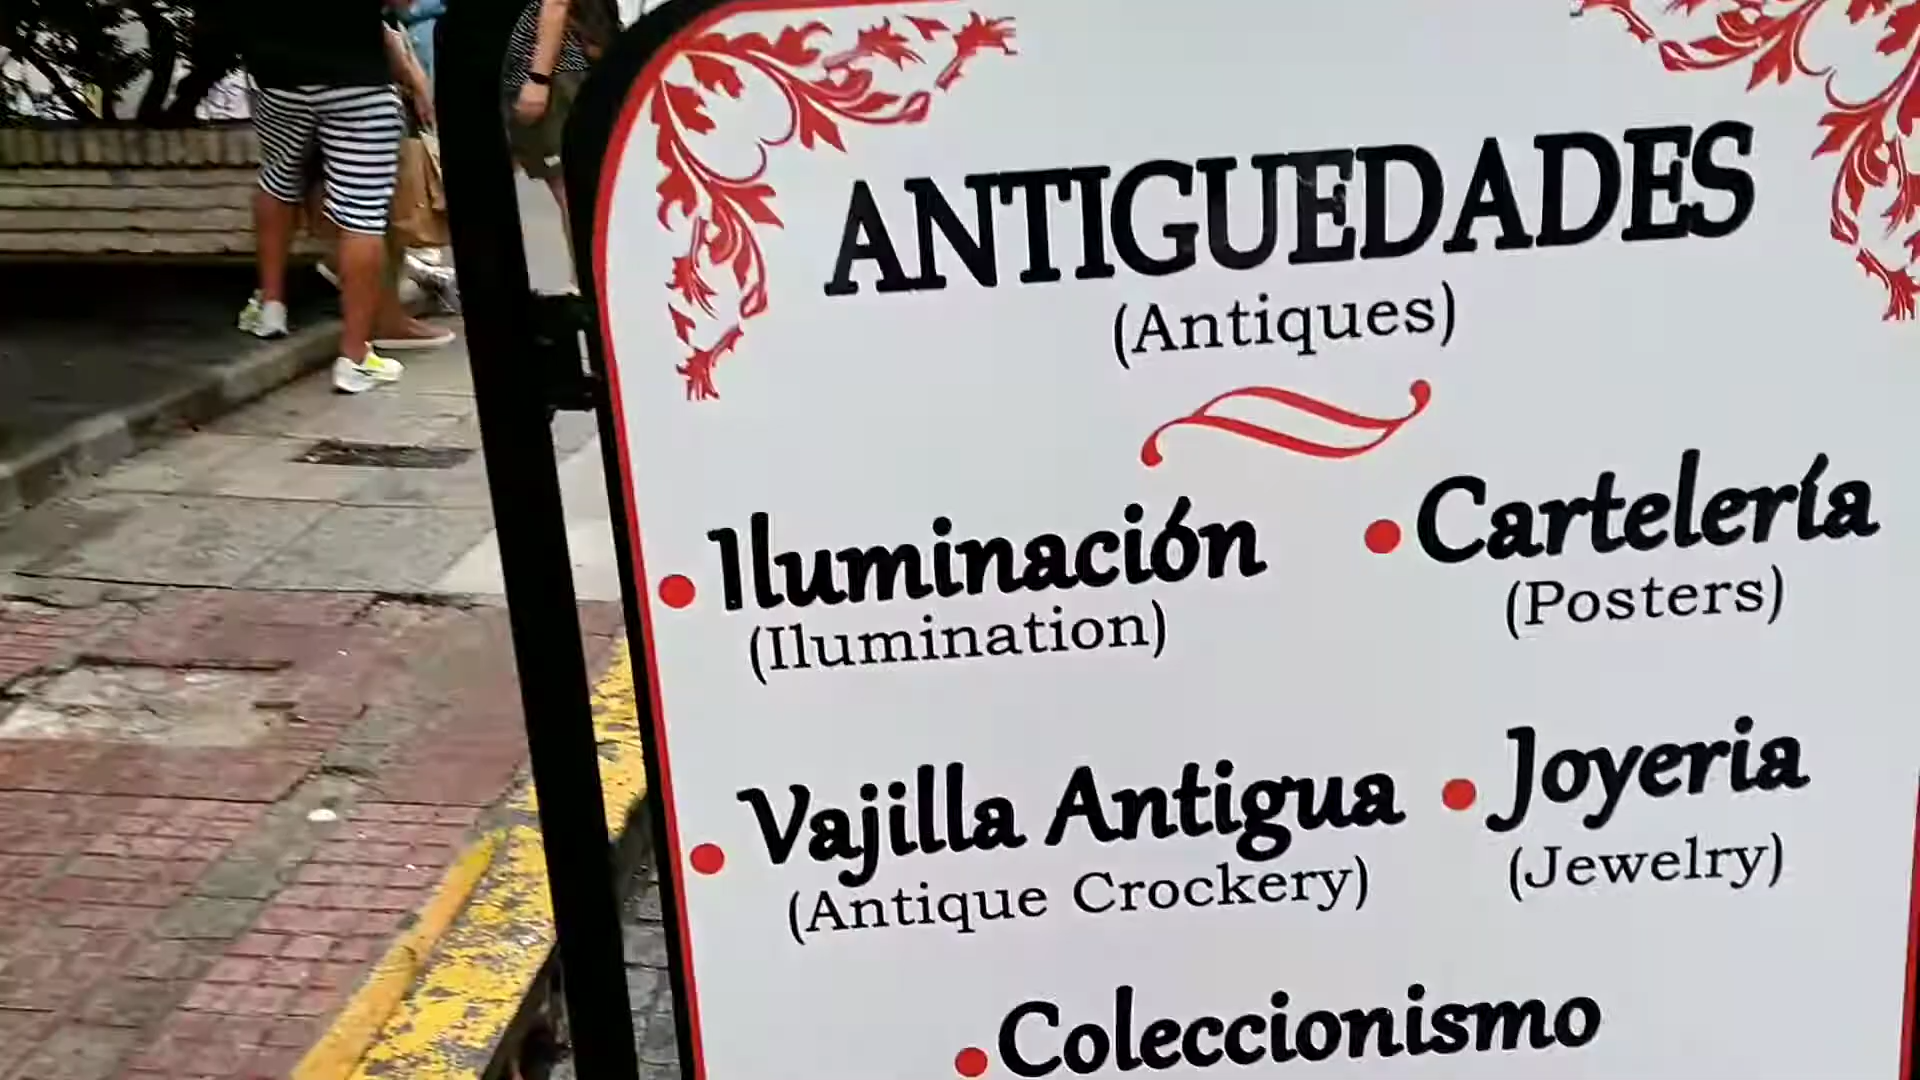 ANTIGUEDADES
(Antiques)
Iluminación
(Ilumination)
Cartelería
(Posters)
Vajilla Antigua
(Antique Crockery)
Joyeria
(Jewelry)
Coleccionismo